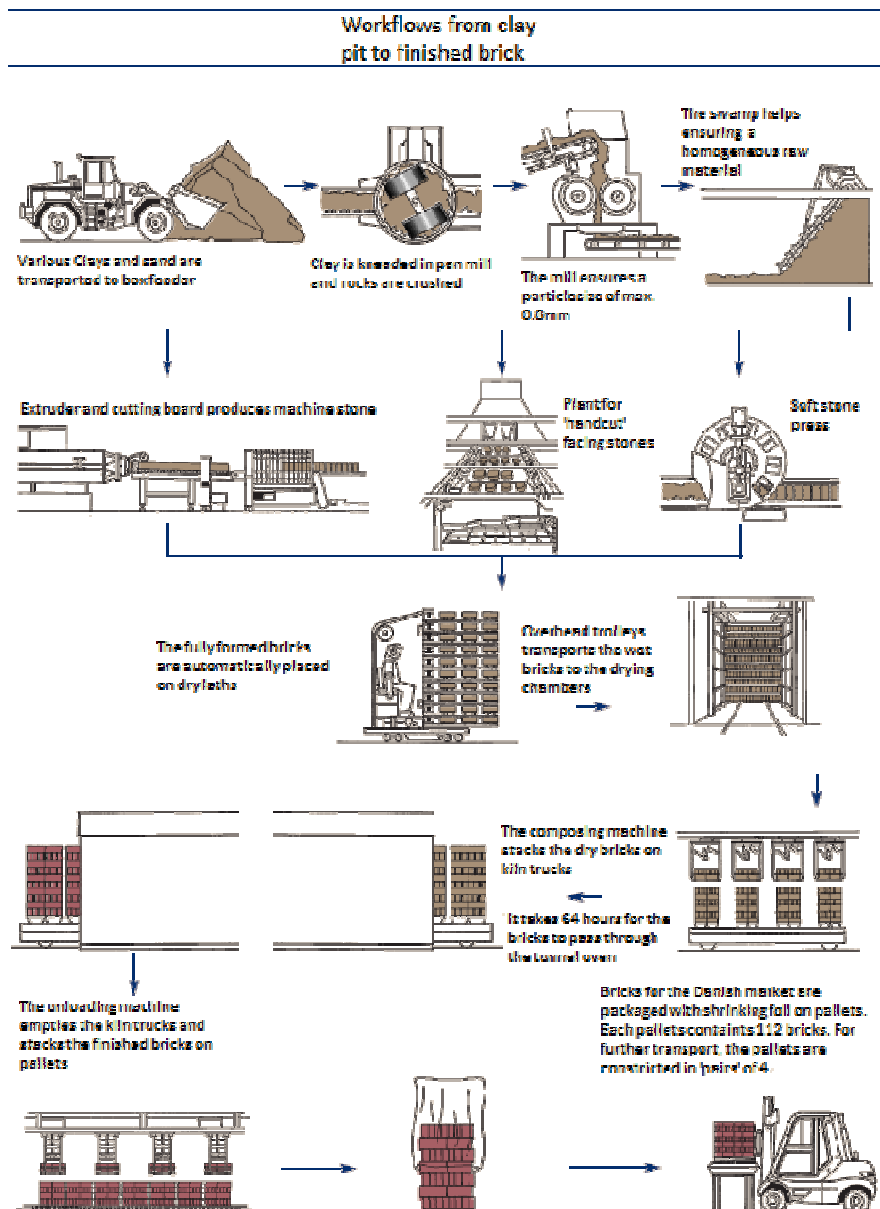 Workflows from clay
pit to finished brick
The swamp helps
ensuring a
homogeneous raw
material
Various Clays and sand are
transported to boxfeeder
Clay is kneaded in pan mill
and rocks are crushed
The mill ensures a
particle size of max.
Extruder and cutting board produces machine stone
Plant for
'handcut'
facing stones
Soft stone
press
The fully formed bricks
are automatically placed
on dry laths
Overhead trolleys
transports the wet
bricks to the drying
chambers
The composing machine
stacks the dry bricks on
kiln trucks
It takes 64 hours for the
bricks to pass through
the tunnel oven
The unloading machine
empties the kiln trucks and
stacks the finished bricks on
pallets
Bricks for the Danish market are
packaged with shrinking foil on pallets.
Each pallets containts 112 bricks. For
further transport, the pallets are
constricted in 'pairs' of 4.